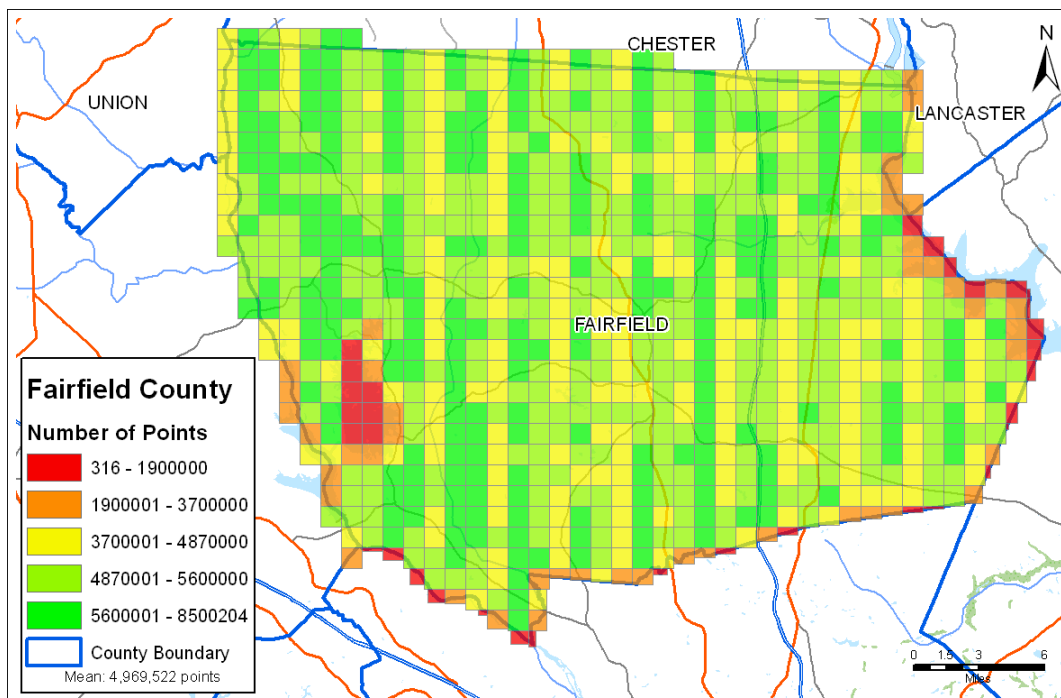 CHESTER
N
UNION
LANCASTER
FAIRFIELD
Fairfield County
Number of Points
316 - 1900000
1900001 - 3700000
3700001 - 4870000
4870001 - 5600000
5600001 - 8500204
County Boundary
Mean: 4,969,522 points
0 1.5 3 6
Miles